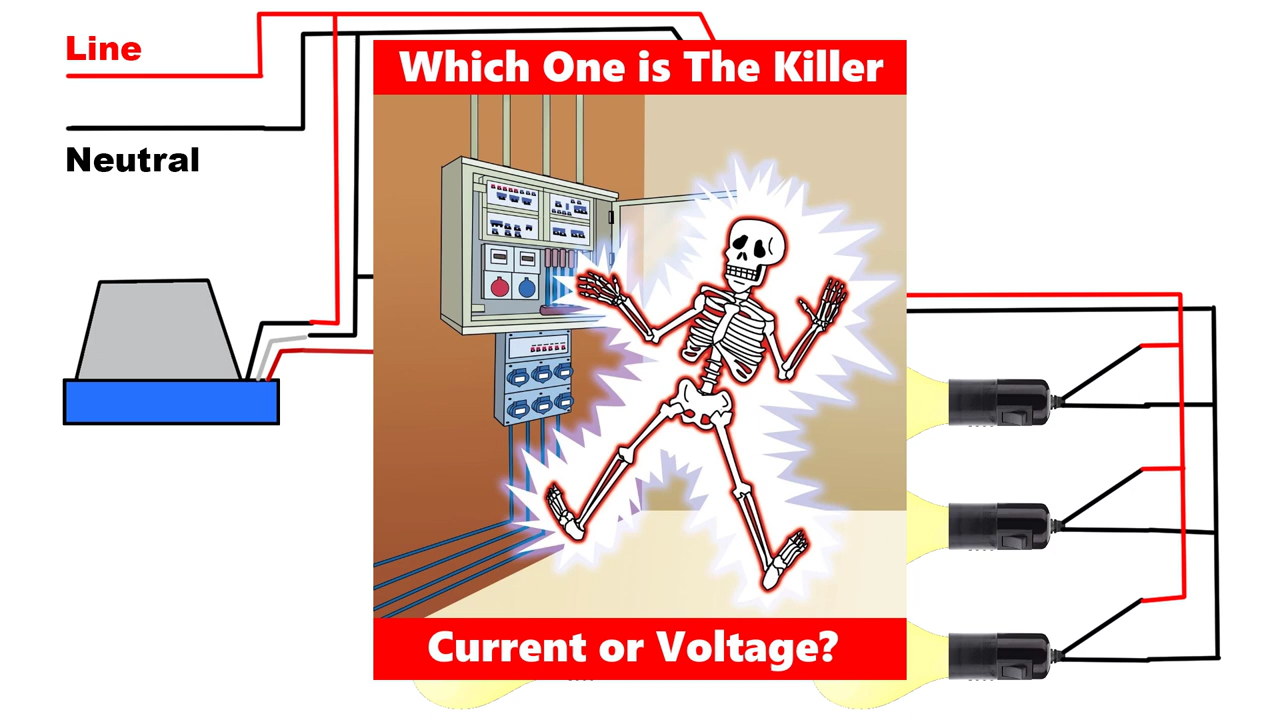 Line
Neutral
Which One is The Killer
Current or Voltage?